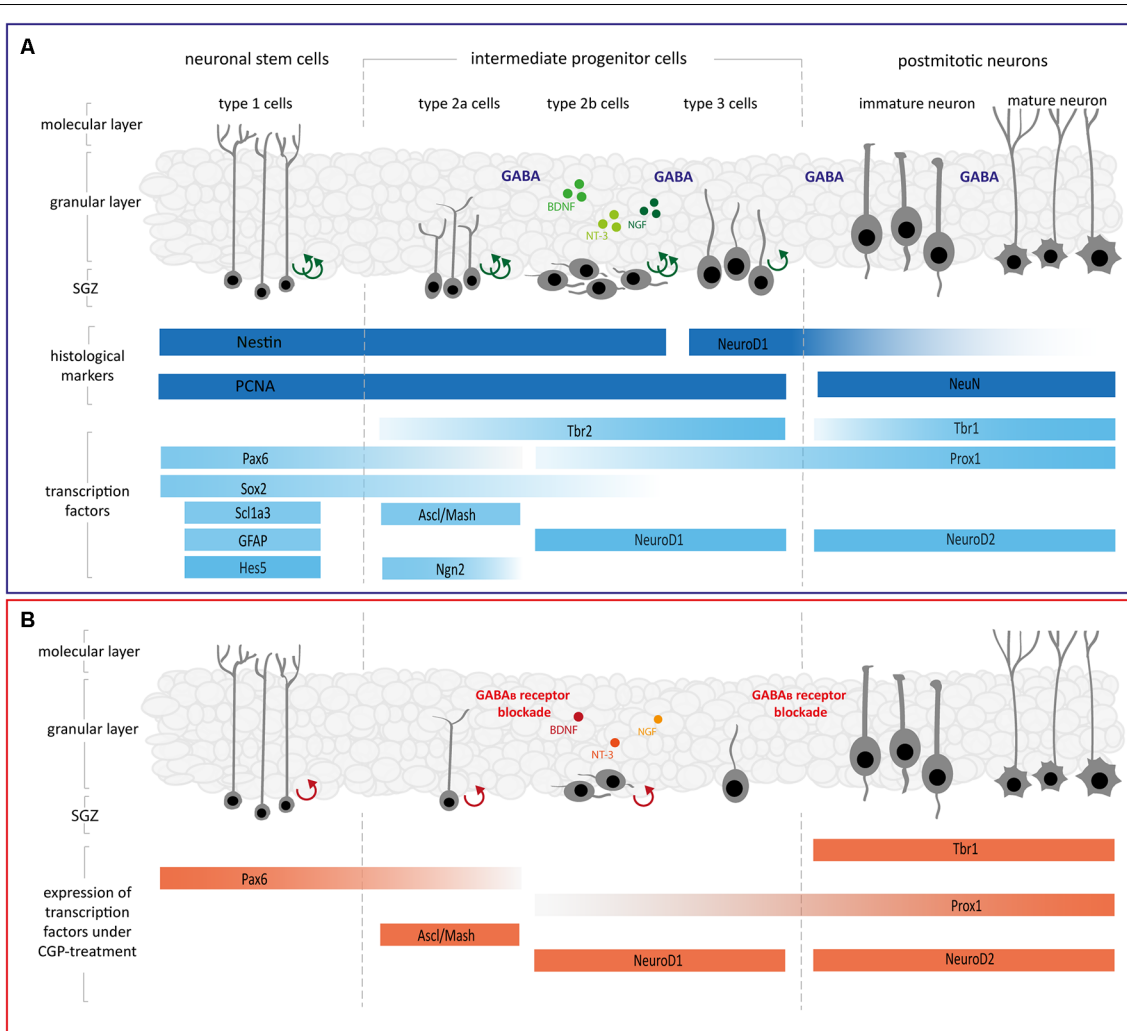 A
neuronal stem cells
intermediate progenitor cells
postmitotic neurons
type 1 cells
type 2a cells
type 2b cells
type 3 cells
immature neuron
mature neuron
molecular layer
granular layer
SGZ
GABA
GABA
GABA
GABA
BDNF
NT-3
NGF
histological
markers
Nestin
NeuroD1
PCNA
NeuN
transcription
factors
Tbr2
Tbr1
Pax6
Prox1
Sox2
Scl1a3
Ascl/Mash
GFAP
NeuroD1
NeuroD2
Hes5
Ngn2
B
molecular layer
granular layer
SGZ
GABAB receptor
blockade
GABAB receptor
blockade
BDNF
NT-3
NGF
expression of
transcription
factors under
CGP-treatment
Tbr1
Pax6
Prox1
Ascl/Mash
NeuroD1
NeuroD2